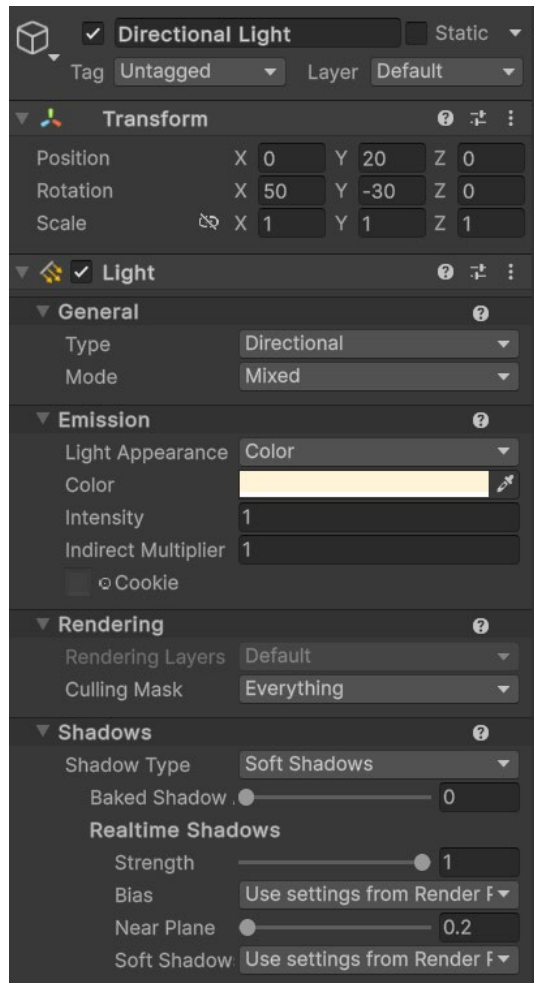 Directional Light Static
Tag Untagged Layer Default
Transform
Position X 0 Y 20 Z 0
Rotation X 50 Y -30 Z 0
Scale X 1 Y 1 Z 1
Light
General
Type Directional
Mode Mixed
Emission
Light Appearance Color
Color
Intensity 1
Indirect Multiplier 1
Cookie
Rendering
Rendering Layers Default
Culling Mask Everything
Shadows
Shadow Type Soft Shadows
Baked Shadow 0
Realtime Shadows
Strength 1
Bias Use settings from Render
Near Plane 0.2
Soft Shadow Use settings from Render